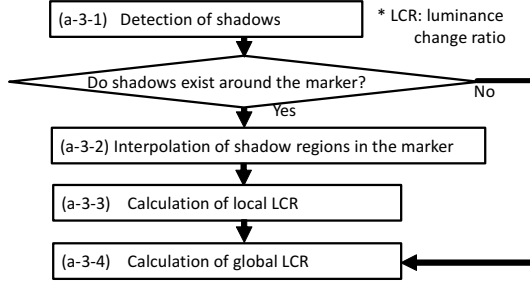 (a-3-1) Detection of shadows
* LCR: luminance
change ratio
Do shadows exist around the marker?
No
Yes
(a-3-2) Interpolation of shadow regions in the marker
(a-3-3) Calculation of local LCR
(a-3-4) Calculation of global LCR